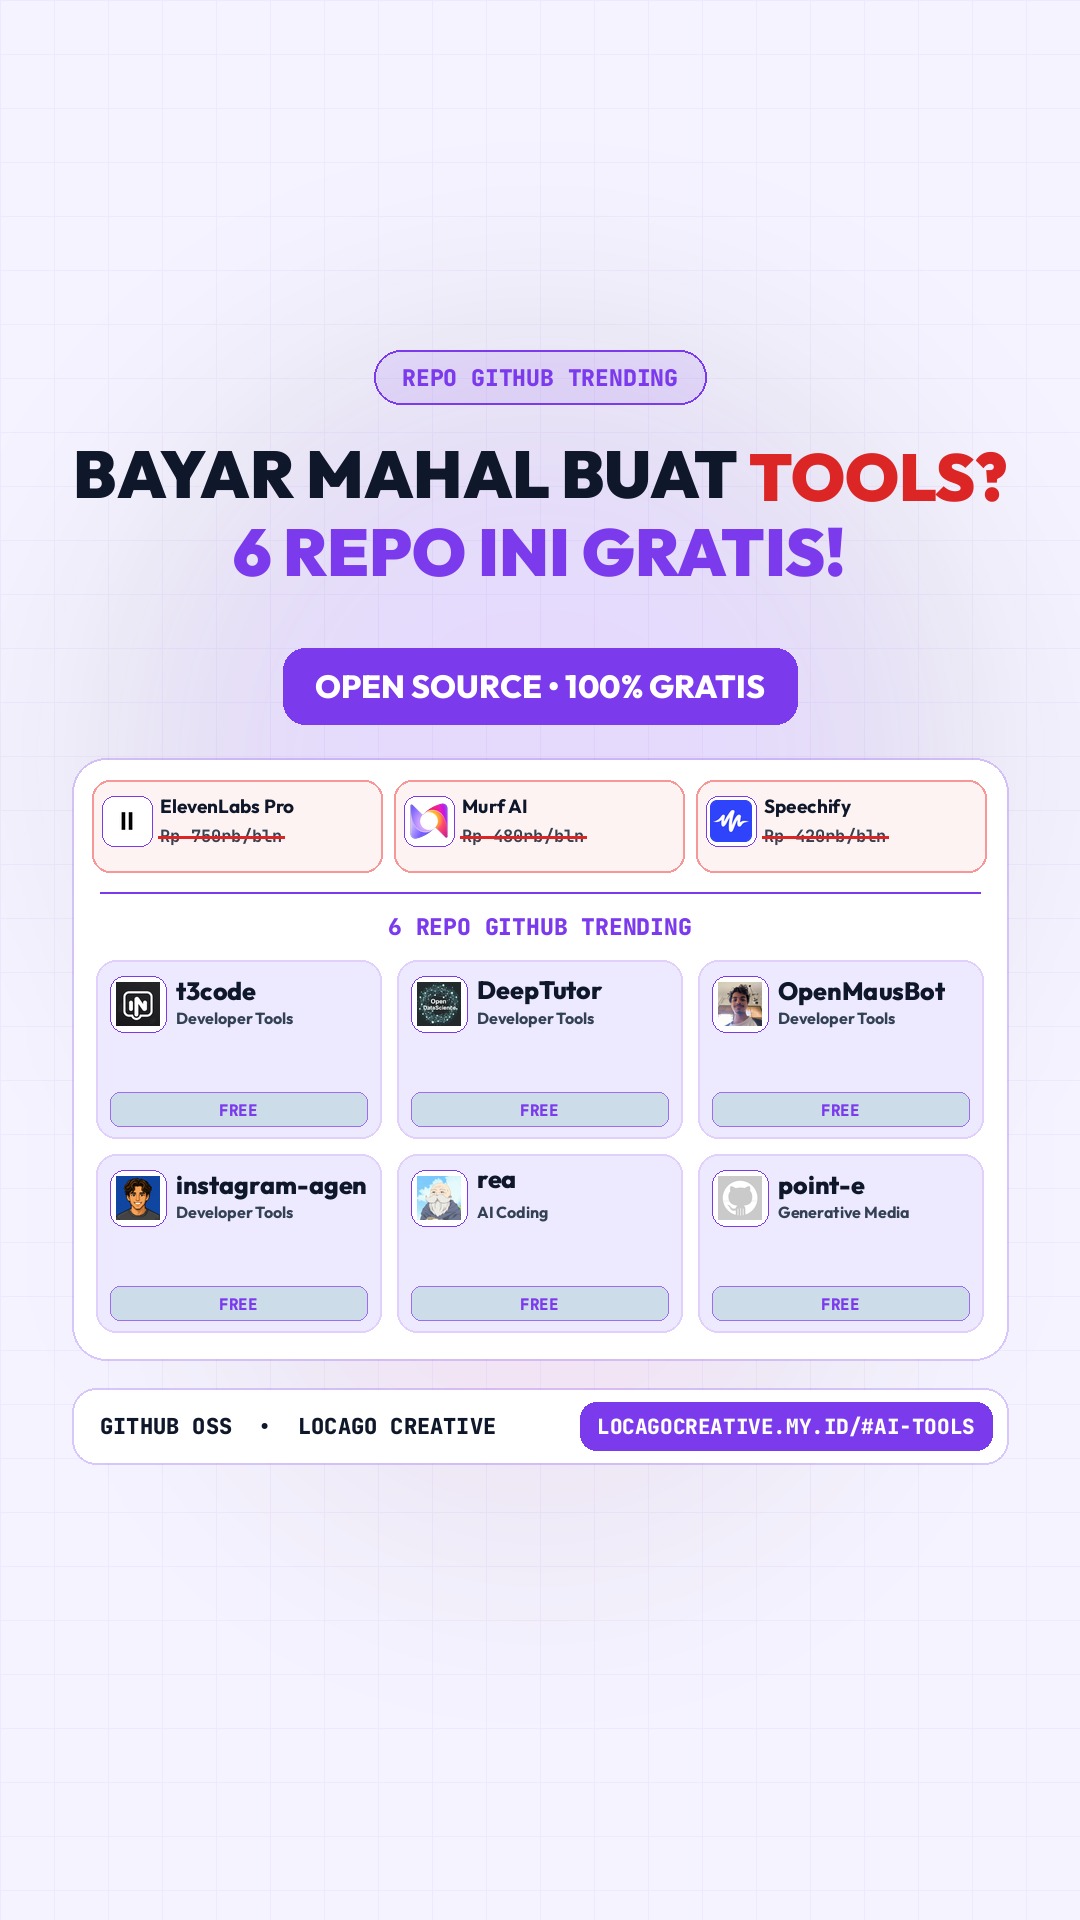 REPO GITHUB TRENDING
BAYAR MAHAL BUAT TOOLS?
6 REPO INI GRATIS!
OPEN SOURCE • 100% GRATIS
ElevenLabs Pro
Rp 750rb/bln
Murf AI
Rp 480rb/bln
Speechify
Rp 420rb/bln
6 REPO GITHUB TRENDING
t3code
Developer Tools
FREE
Open
DataScience
DeepTutor
Developer Tools
FREE
OpenMausBot
Developer Tools
FREE
instagram-agen
Developer Tools
FREE
rea
AI Coding
FREE
point-e
Generative Media
FREE
GITHUB OSS • LOCAGO CREATIVE
LOCAGOCREATIVE.MY.ID/#AI-TOOLS